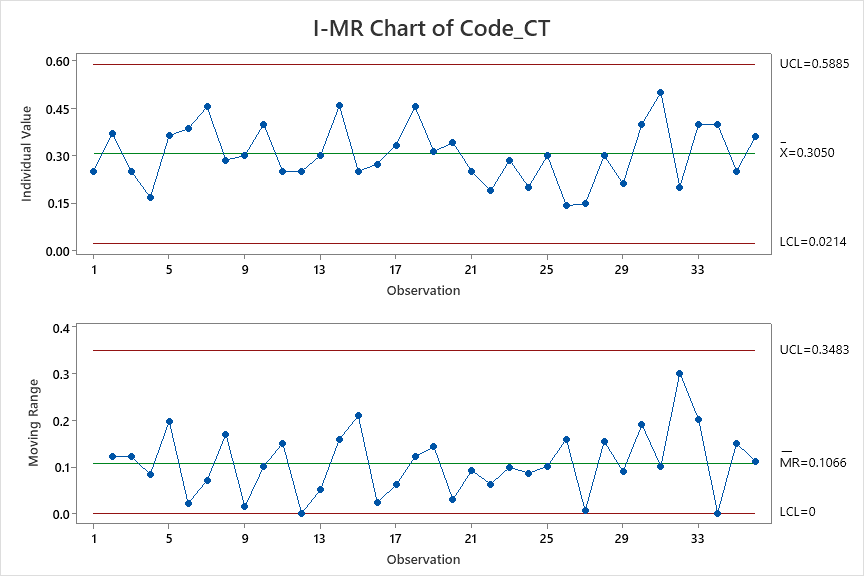 I-MR Chart of Code_CT
Individual Value
0.60
0.45
0.30
0.15
0.00
UCL=0.5885
X̅=0.3050
LCL=0.0214
1 5 9 13 17 21 25 29 33
Observation
Moving Range
0.4
0.3
0.2
0.1
0.0
UCL=0.3483
M̅R̅=0.1066
LCL=0
1 5 9 13 17 21 25 29 33
Observation